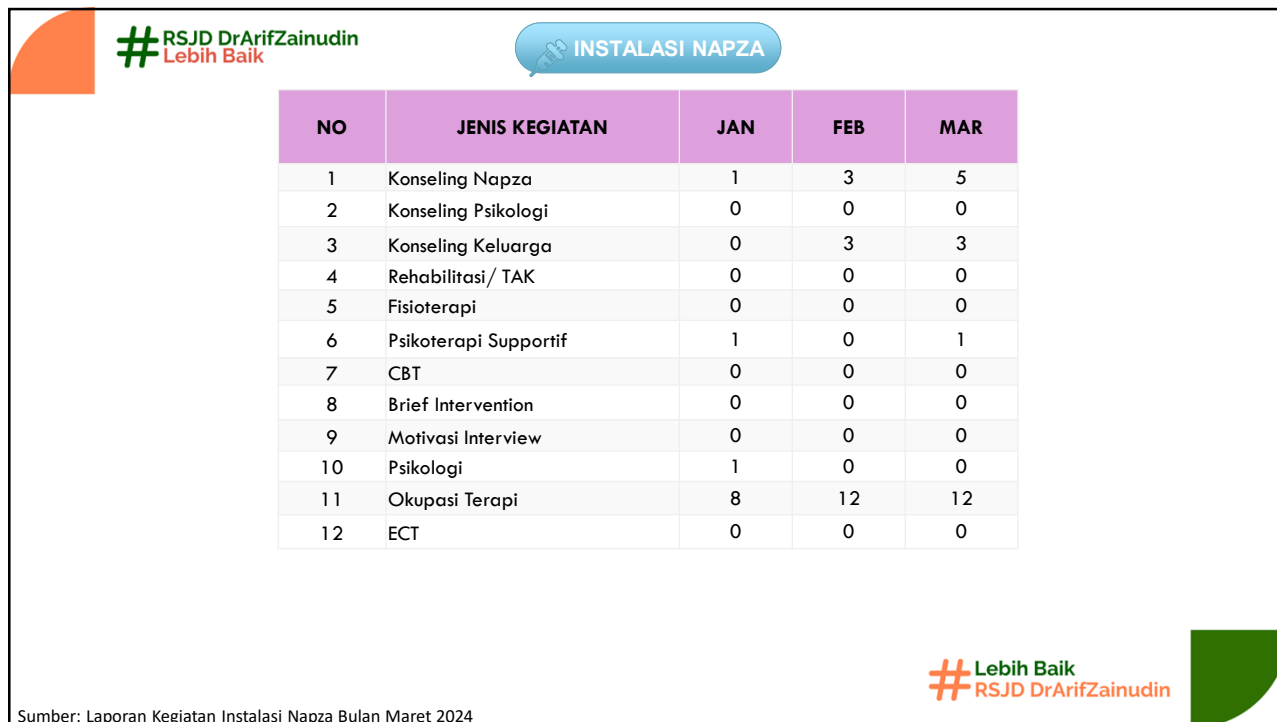 # RSJD DrArifZainudin
Lebih Baik
INSTALASI NAPZA
NO JENIS KEGIATAN JAN FEB MAR
1 Konseling Napza 1 3 5
2 Konseling Psikologi 0 0 0
3 Konseling Keluarga 0 3 3
4 Rehabilitasi/ TAK 0 0 0
5 Fisioterapi 0 0 0
6 Psikoterapi Supportif 1 0 1
7 CBT 0 0 0
8 Brief Intervention 0 0 0
9 Motivasi Interview 0 0 0
10 Psikologi 1 0 0
11 Okupasi Terapi 8 12 12
12 ECT 0 0 0
# Lebih Baik
RSJD DrArifZainudin
Sumber: Laporan Kegiatan Instalasi Napza Bulan Maret 2024